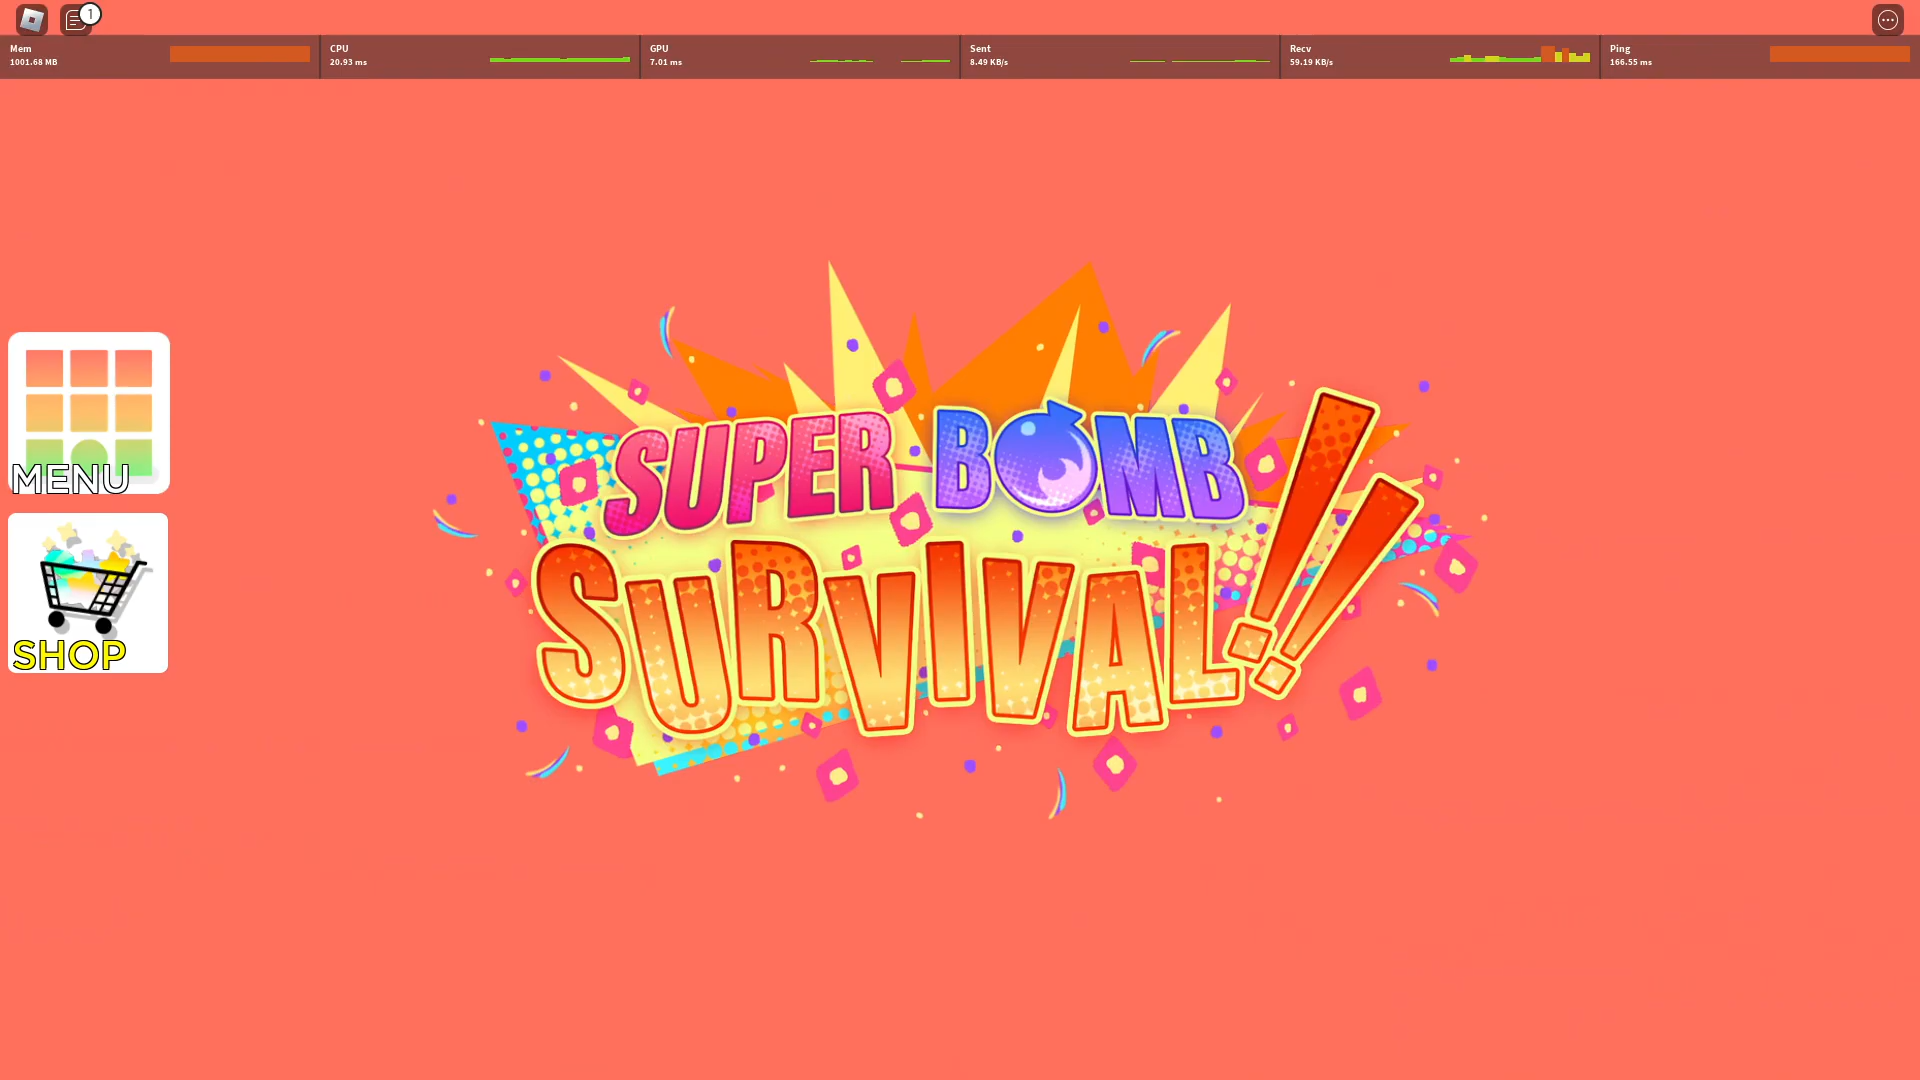 1
Mem
1001.68 MB
CPU
20.93 ms
GPU
7.01 ms
Sent
8.49 KB/s
Recv
59.19 KB/s
Ping
166.55 ms
SUPER BOMB
SURVIVAL!!
MENU
SHOP